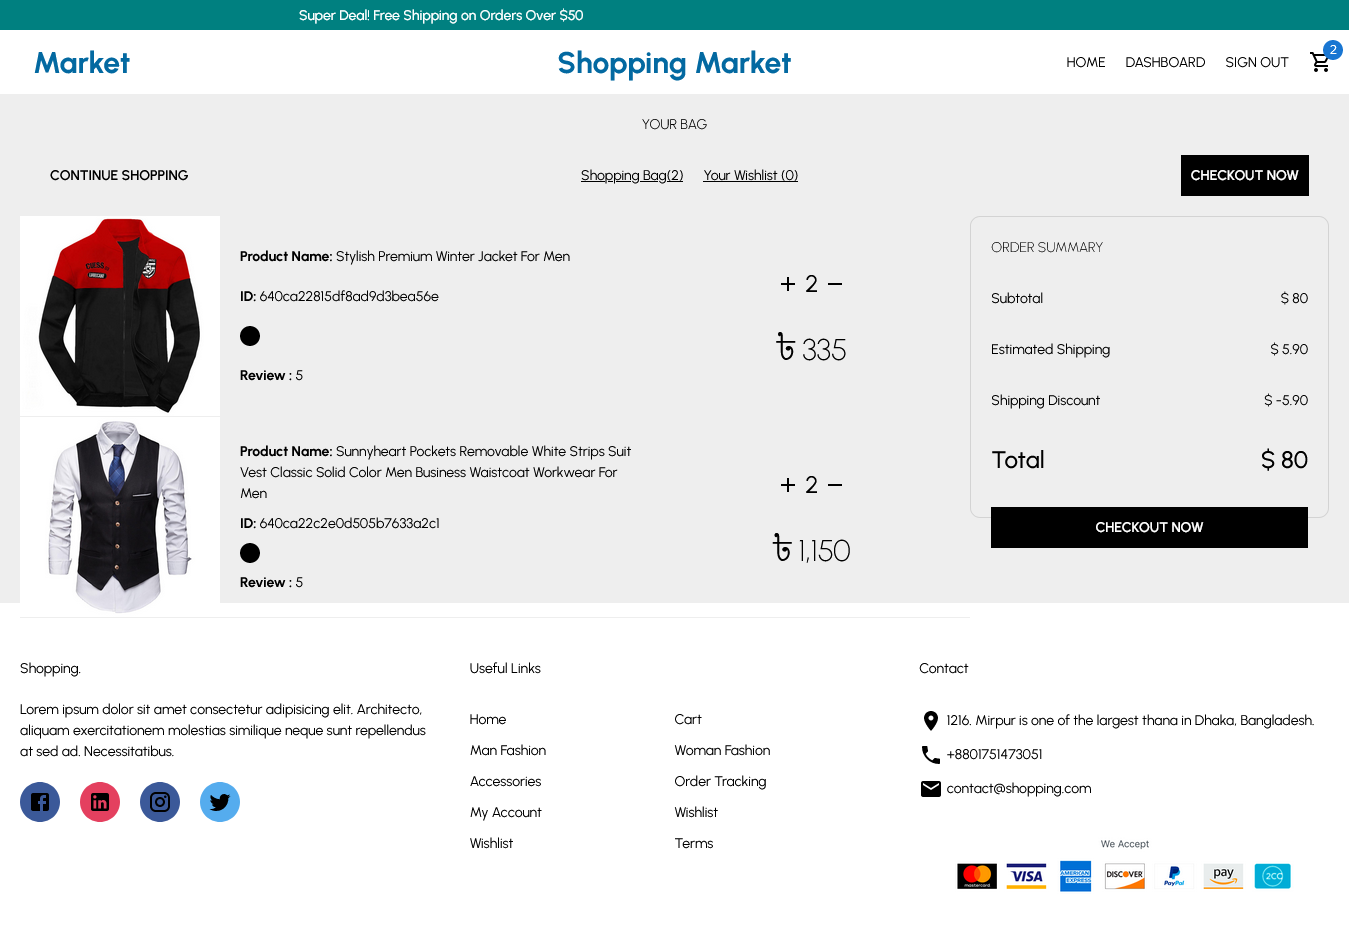 Super Deal! Free Shipping on Orders Over $50
Market
Shopping Market
HOME
DASHBOARD
SIGN OUT
2
YOUR BAG
CONTINUE SHOPPING
Shopping Bag(2)
Your Wishlist (0)
CHECKOUT NOW
Product Name: Stylish Premium Winter Jacket For Men
ID: 640ca22815df8ad9d3bea56e
Review : 5
+ 2 −
৳ 335
Product Name: Sunnyheart Pockets Removable White Strips Suit
Vest Classic Solid Color Men Business Waistcoat Workwear For
Men
ID: 640ca22c2e0d505b7633a2c1
Review : 5
+ 2 −
৳ 1,150
ORDER SUMMARY
Subtotal $ 80
Estimated Shipping $ 5.90
Shipping Discount $ -5.90
Total $ 80
CHECKOUT NOW
Shopping.
Lorem ipsum dolor sit amet consectetur adipisicing elit. Architecto,
aliquam exercitationem molestias similique neque sunt repellendus
at sed ad. Necessitatibus.
Useful Links
Home
Man Fashion
Accessories
My Account
Wishlist
Cart
Woman Fashion
Order Tracking
Wishlist
Terms
Contact
1216. Mirpur is one of the largest thana in Dhaka, Bangladesh.
+8801751473051
contact@shopping.com
We Accept
mastercard
VISA
AMERICAN EXPRESS
DISCOVER
PayPal
pay
2CO